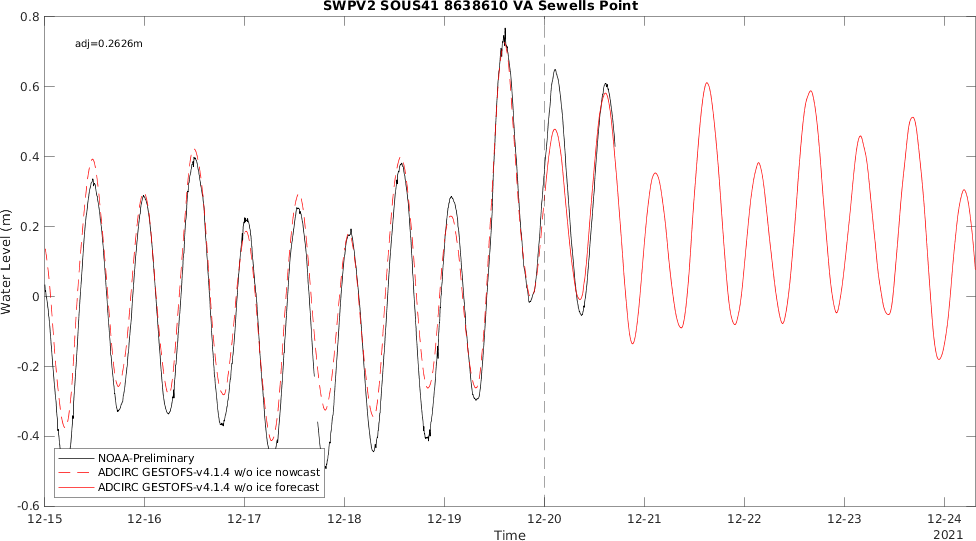 SWPV2 SOUS41 8638610 VA Sewells Point
adj=0.2626m
0.8
0.6
0.4
0.2
0
-0.2
-0.4
-0.6
Water Level (m)
NOAA-Preliminary
ADCIRC GESTOFS-v4.1.4 w/o ice nowcast
ADCIRC GESTOFS-v4.1.4 w/o ice forecast
12-15 12-16 12-17 12-18 12-19 12-20 12-21 12-22 12-23 12-24
Time
2021